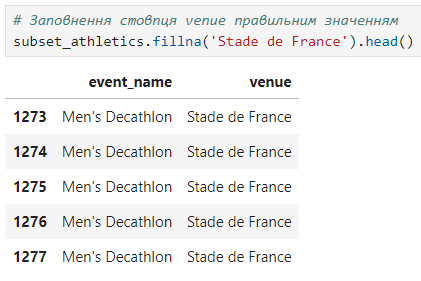 # Заповнення стовпця venue правильним значенням
subset_athletics.fillna('Stade de France').head()
event_name venue
1273 Men's Decathlon Stade de France
1274 Men's Decathlon Stade de France
1275 Men's Decathlon Stade de France
1276 Men's Decathlon Stade de France
1277 Men's Decathlon Stade de France